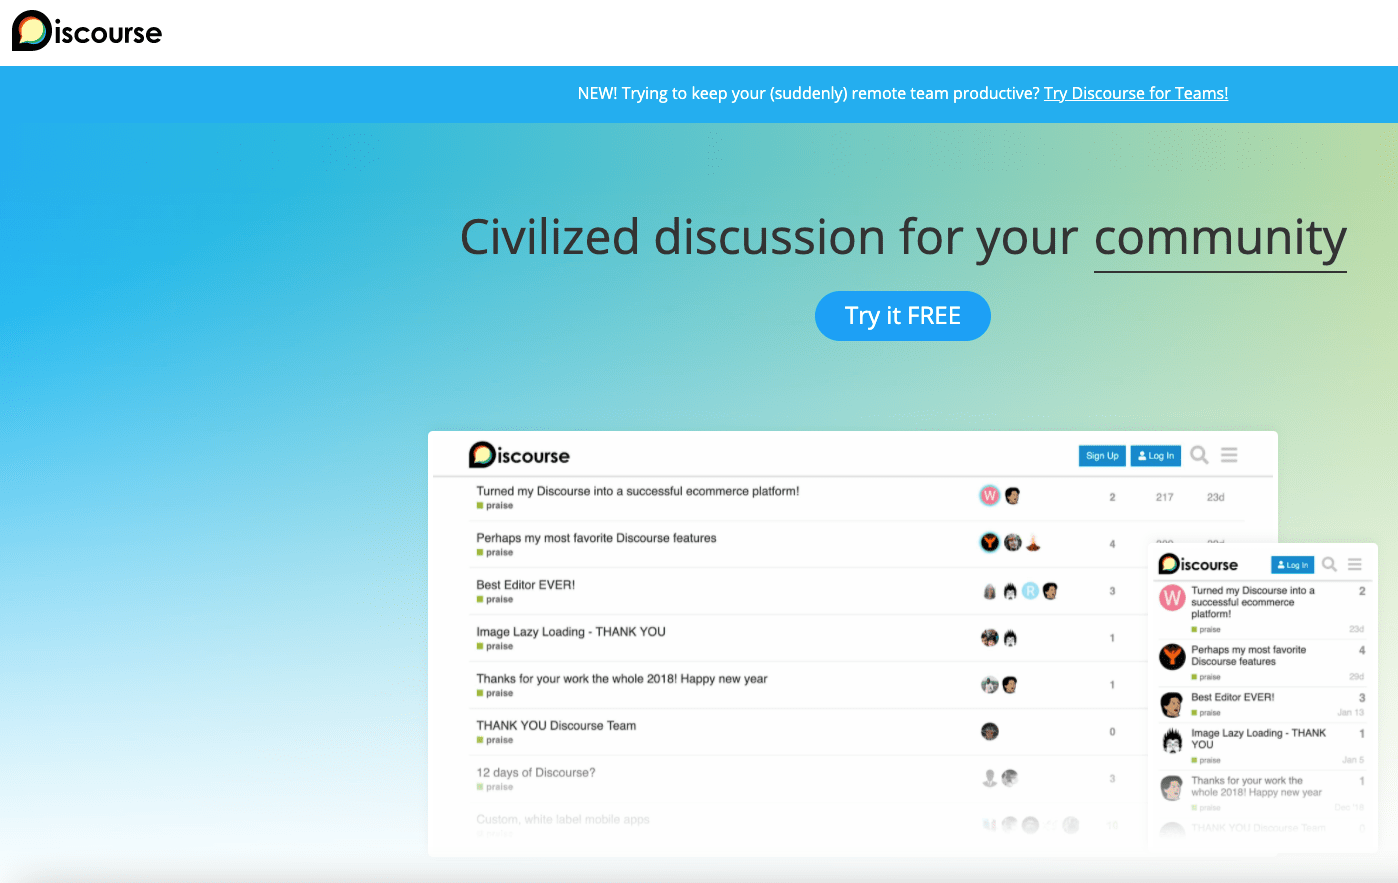 Discourse
NEW! Trying to keep your (suddenly) remote team productive? Try Discourse for Teams!
Civilized discussion for your community
Try it FREE
Discourse
Sign Up
Log In
Turned my Discourse into a successful ecommerce platform!
praise
W
2
217
23d
Perhaps my most favorite Discourse features
praise
4
Best Editor EVER!
praise
R
3
Image Lazy Loading - THANK YOU
praise
1
Thanks for your work the whole 2018! Happy new year
praise
1
THANK YOU Discourse Team
praise
0
12 days of Discourse?
praise
3
Custom, white label mobile apps
Discourse
Log In
W
Turned my Discourse into a
successful ecommerce
platform!
2
praise
23d
Perhaps my most favorite
Discourse features
4
praise
29d
Best Editor EVER!
3
praise
Jan 13
Image Lazy Loading - THANK
YOU
1
praise
Jan 5
Thanks for your work the
whole 2018! Happy new year
1
praise
Dec '18
THANK YOU Discourse Team
0